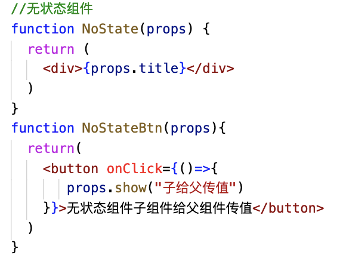 //无状态组件
function NoState(props) {
  return (
    <div>{props.title}</div>
  )
}
function NoStateBtn(props){
  return(
    <button onClick={()=>{
       props.show("子给父传值")
    }}>无状态组件子组件给父组件传值</button>
  )
}